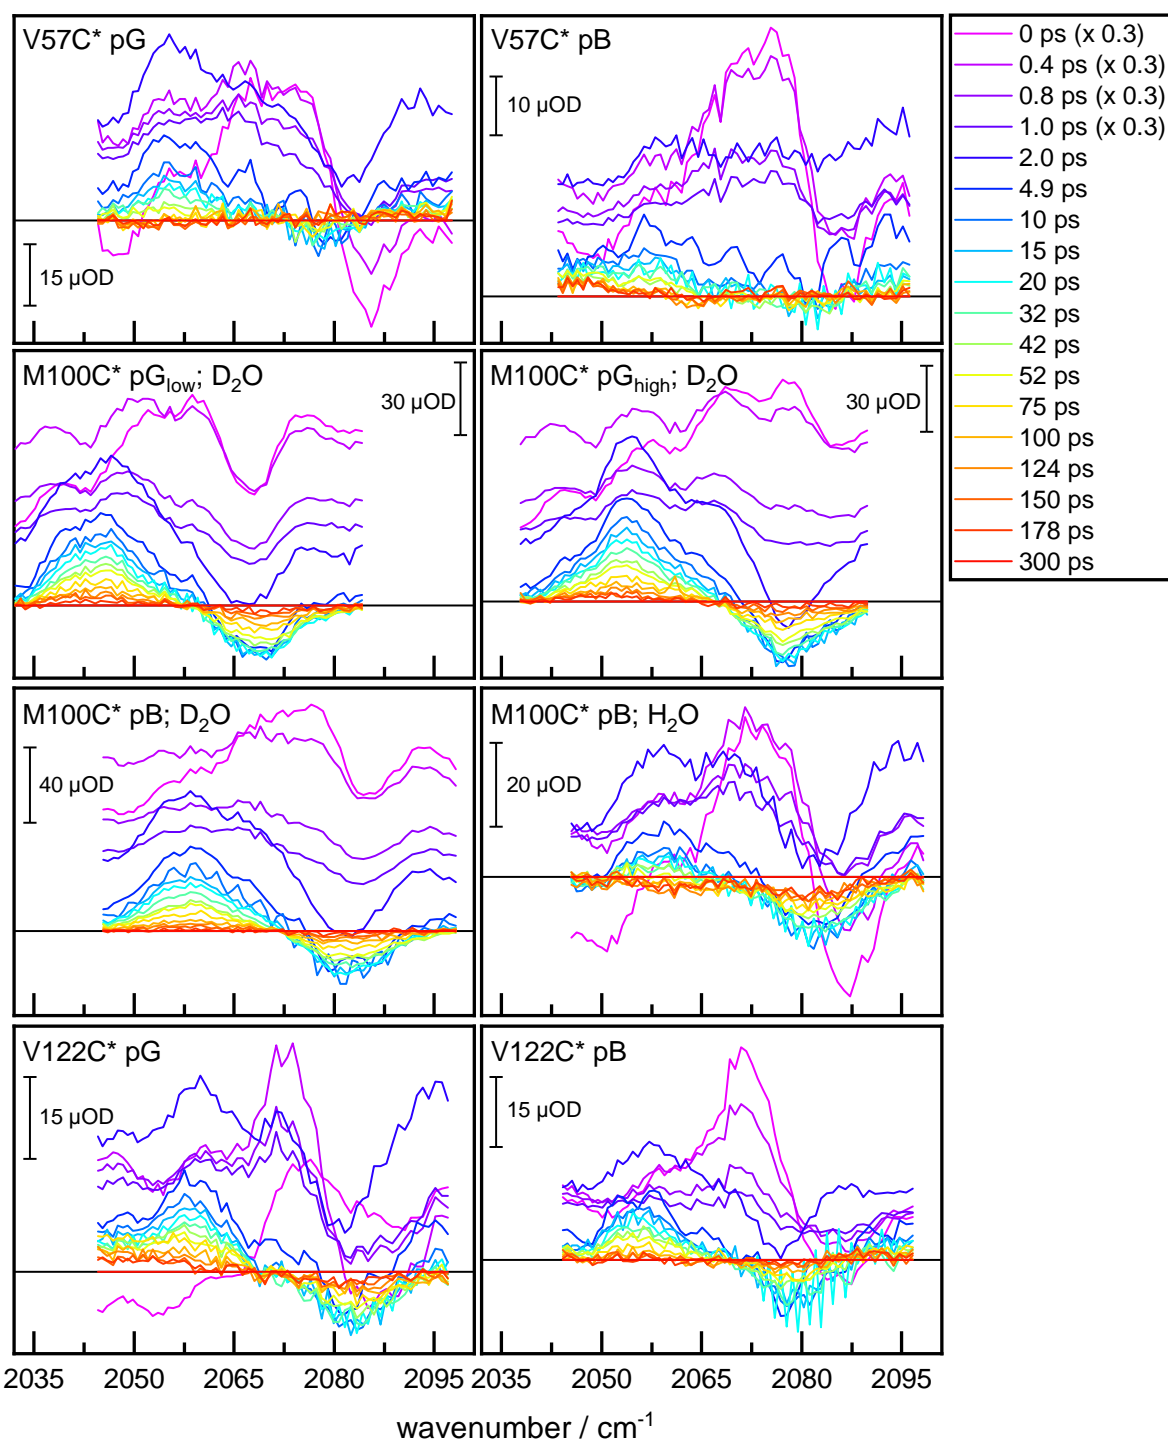 V57C* pG
15 µOD
V57C* pB
10 µOD
0 ps (x 0.3)
0.4 ps (x 0.3)
0.8 ps (x 0.3)
1.0 ps (x 0.3)
2.0 ps
4.9 ps
10 ps
15 ps
20 ps
32 ps
42 ps
52 ps
75 ps
100 ps
124 ps
150 ps
178 ps
300 ps
M100C* pGlow; D2O
30 µOD
M100C* pGhigh; D2O
30 µOD
M100C* pB; D2O
40 µOD
M100C* pB; H2O
20 µOD
V122C* pG
15 µOD
V122C* pB
15 µOD
2035 2050 2065 2080 2095 2035 2050 2065 2080 2095
wavenumber / cm-1